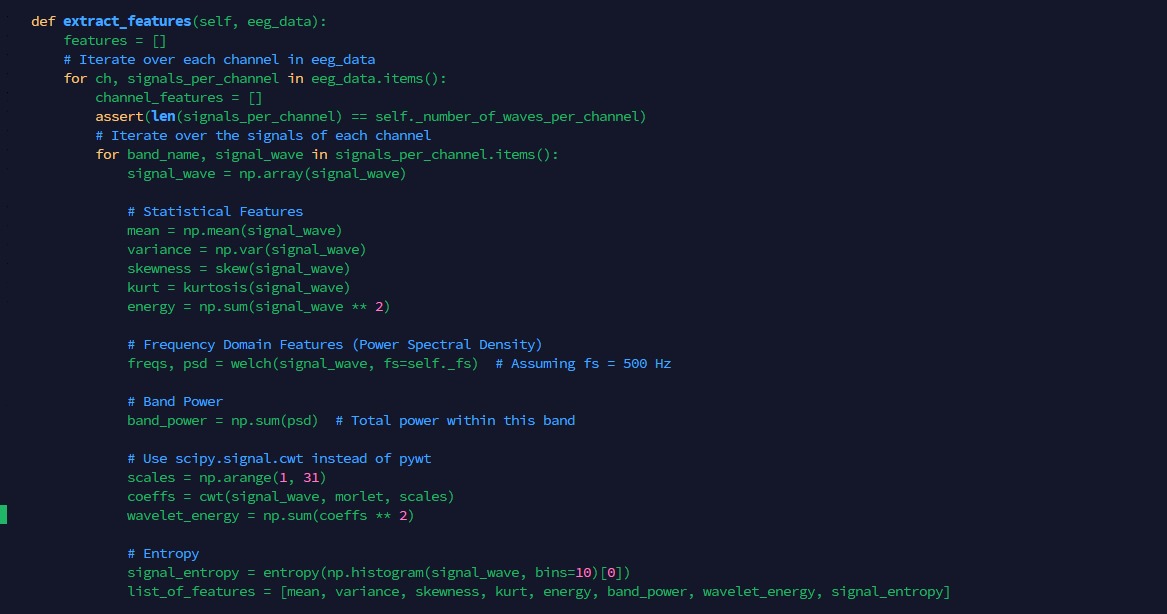 def extract_features(self, eeg_data):
features = []
# Iterate over each channel in eeg_data
for ch, signals_per_channel in eeg_data.items():
channel_features = []
assert(len(signals_per_channel) == self._number_of_waves_per_channel)
# Iterate over the signals of each channel
for band_name, signal_wave in signals_per_channel.items():
signal_wave = np.array(signal_wave)
# Statistical Features
mean = np.mean(signal_wave)
variance = np.var(signal_wave)
skewness = skew(signal_wave)
kurt = kurtosis(signal_wave)
energy = np.sum(signal_wave ** 2)
# Frequency Domain Features (Power Spectral Density)
freqs, psd = welch(signal_wave, fs=self._fs)  # Assuming fs = 500 Hz
# Band Power
band_power = np.sum(psd)  # Total power within this band
# Use scipy.signal.cwt instead of pywt
scales = np.arange(1, 31)
coeffs = cwt(signal_wave, morlet, scales)
wavelet_energy = np.sum(coeffs ** 2)
# Entropy
signal_entropy = entropy(np.histogram(signal_wave, bins=10)[0])
list_of_features = [mean, variance, skewness, kurt, energy, band_power, wavelet_energy, signal_entropy]